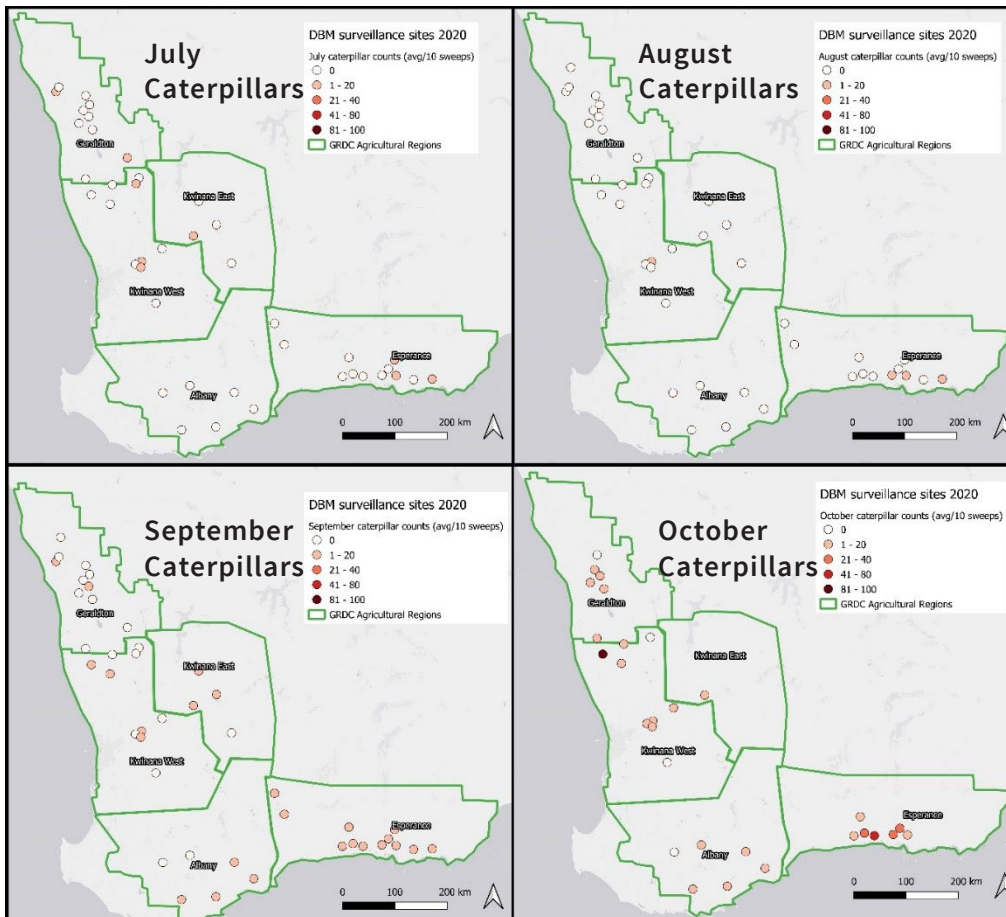 July
Caterpillars
DBM surveillance sites 2020
July caterpillar counts (avg/10 sweeps)
0
1 - 20
21 - 40
41 - 80
81 - 100
GRDC Agricultural Regions
Geraldton
Kwinana East
Kwinana West
Esperance
Albany
0 100 200 km
August
Caterpillars
DBM surveillance sites 2020
August caterpillar counts (avg/10 sweeps)
0
1 - 20
21 - 40
41 - 80
81 - 100
GRDC Agricultural Regions
Geraldton
Kwinana East
Kwinana West
Esperance
Albany
0 100 200 km
September
Caterpillars
DBM surveillance sites 2020
September caterpillar counts (avg/10 sweeps)
0
1 - 20
21 - 40
41 - 80
81 - 100
GRDC Agricultural Regions
Geraldton
Kwinana East
Kwinana West
Esperance
Albany
0 100 200 km
October
Caterpillars
DBM surveillance sites 2020
October caterpillar counts (avg/10 sweeps)
0
1 - 20
21 - 40
41 - 80
81 - 100
GRDC Agricultural Regions
Geraldton
Kwinana East
Kwinana West
Esperance
Albany
0 100 200 km